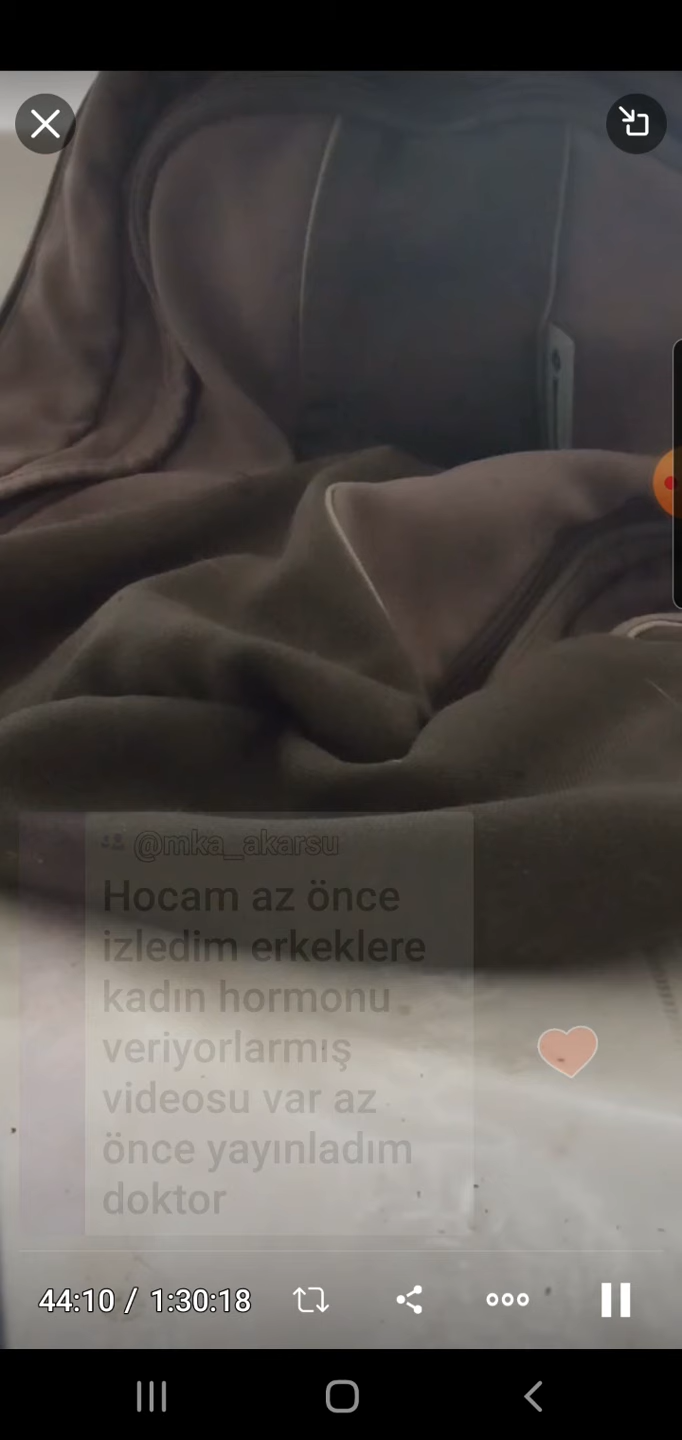 @mka_akarsu
Hocam az önce
izledim erkeklere
kadın hormonu
veriyorlarmış
videosu var az
önce yayınladım
doktor
44:10 / 1:30:18